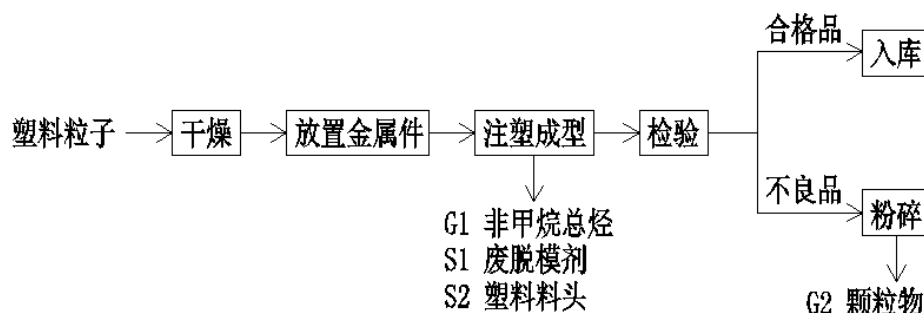 合格品
入库
塑料粒子
干燥
放置金属件
注塑成型
检验
不良品
粉碎
G1 非甲烷总烃
S1 废脱模剂
S2 塑料料头
G2 颗粒物